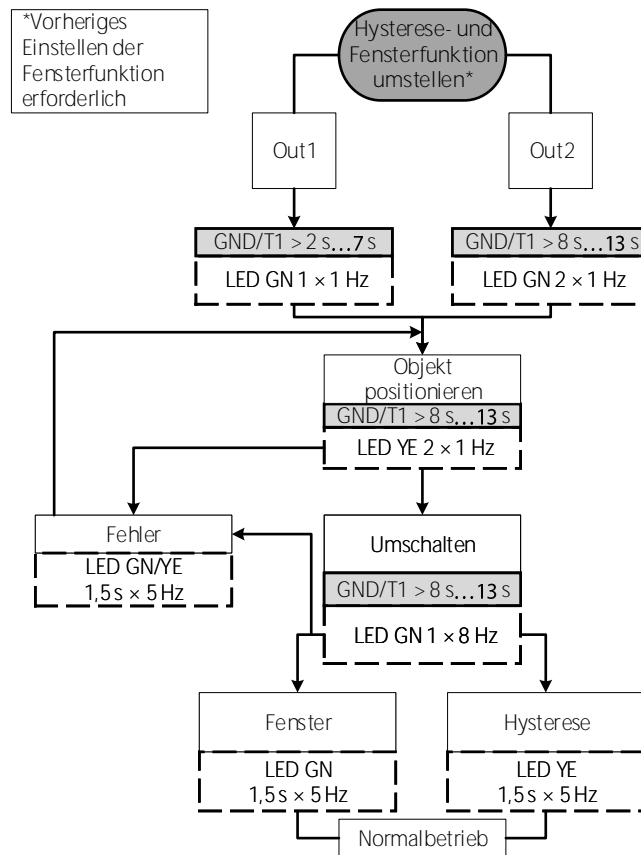 *Vorheriges
Einstellen der
Fensterfunktion
erforderlich
Hysterese- und
Fensterfunktion
umstellen*
Out1
Out2
GND/T1 > 2 s...7 s
GND/T1 > 8 s...13 s
LED GN 1 × 1 Hz
LED GN 2 × 1 Hz
Objekt
positionieren
GND/T1 > 8 s...13 s
LED YE 2 × 1 Hz
Fehler
LED GN/YE
1,5 s × 5 Hz
Umschalten
GND/T1 > 8 s...13 s
LED GN 1 × 8 Hz
Fenster
LED GN
1,5 s × 5 Hz
Hysterese
LED YE
1,5 s × 5 Hz
Normalbetrieb